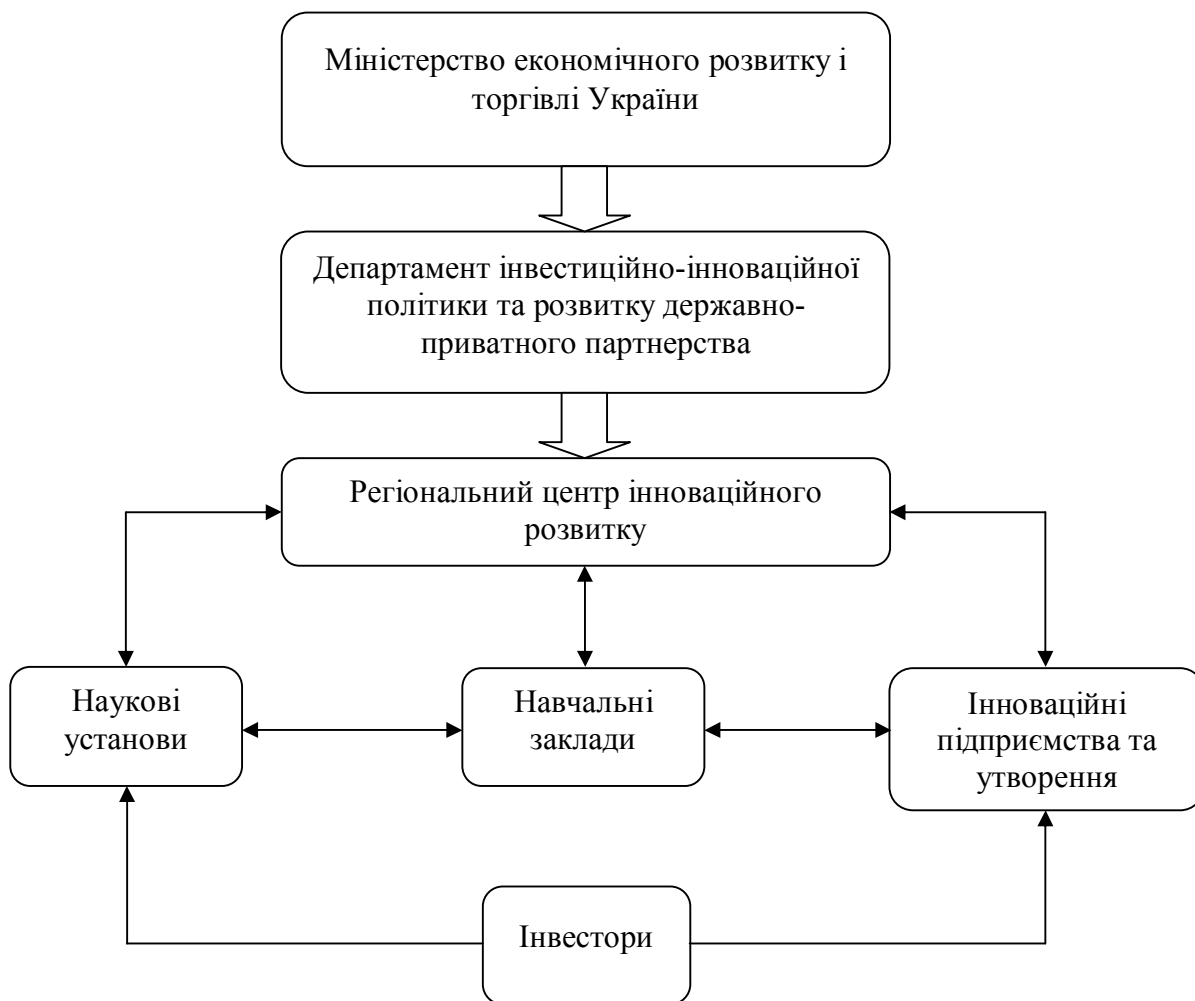 Міністерство економічного розвитку і
торгівлі України
Департамент інвестиційно-інноваційної
політики та розвитку державно-
приватного партнерства
Регіональний центр інноваційного
розвитку
Наукові
установи
Навчальні
заклади
Інноваційні
підприємства та
утворення
Інвестори